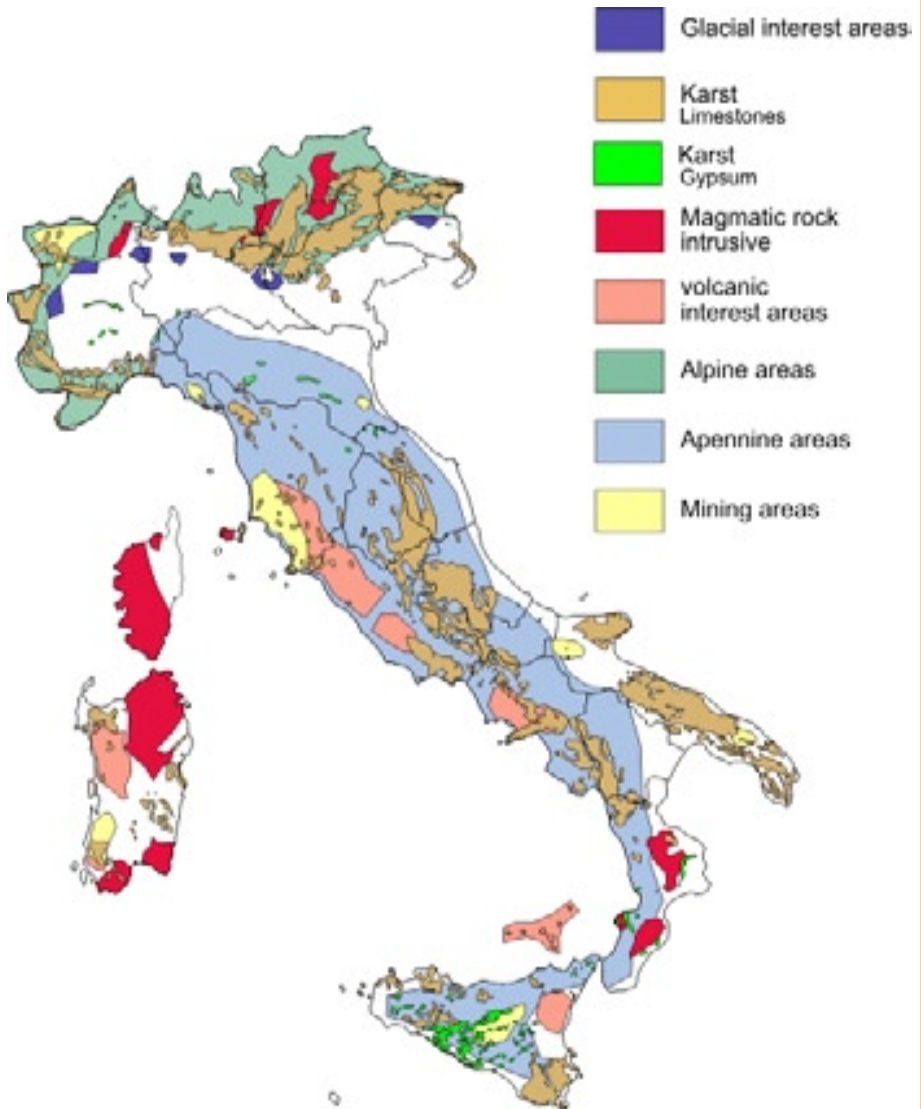 Glacial interest areas
Karst
Limestones
Karst
Gypsum
Magmatic rock
intrusive
volcanic
interest areas
Alpine areas
Apennine areas
Mining areas